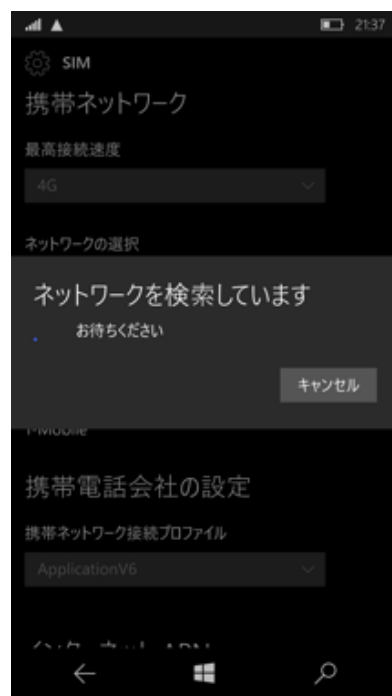 21:37
SIM
携帯ネットワーク
最高接続速度
4G
ネットワークの選択
ネットワークを検索しています
お待ちください
キャンセル
携帯電話会社の設定
携帯ネットワーク接続プロファイル
ApplicationV6